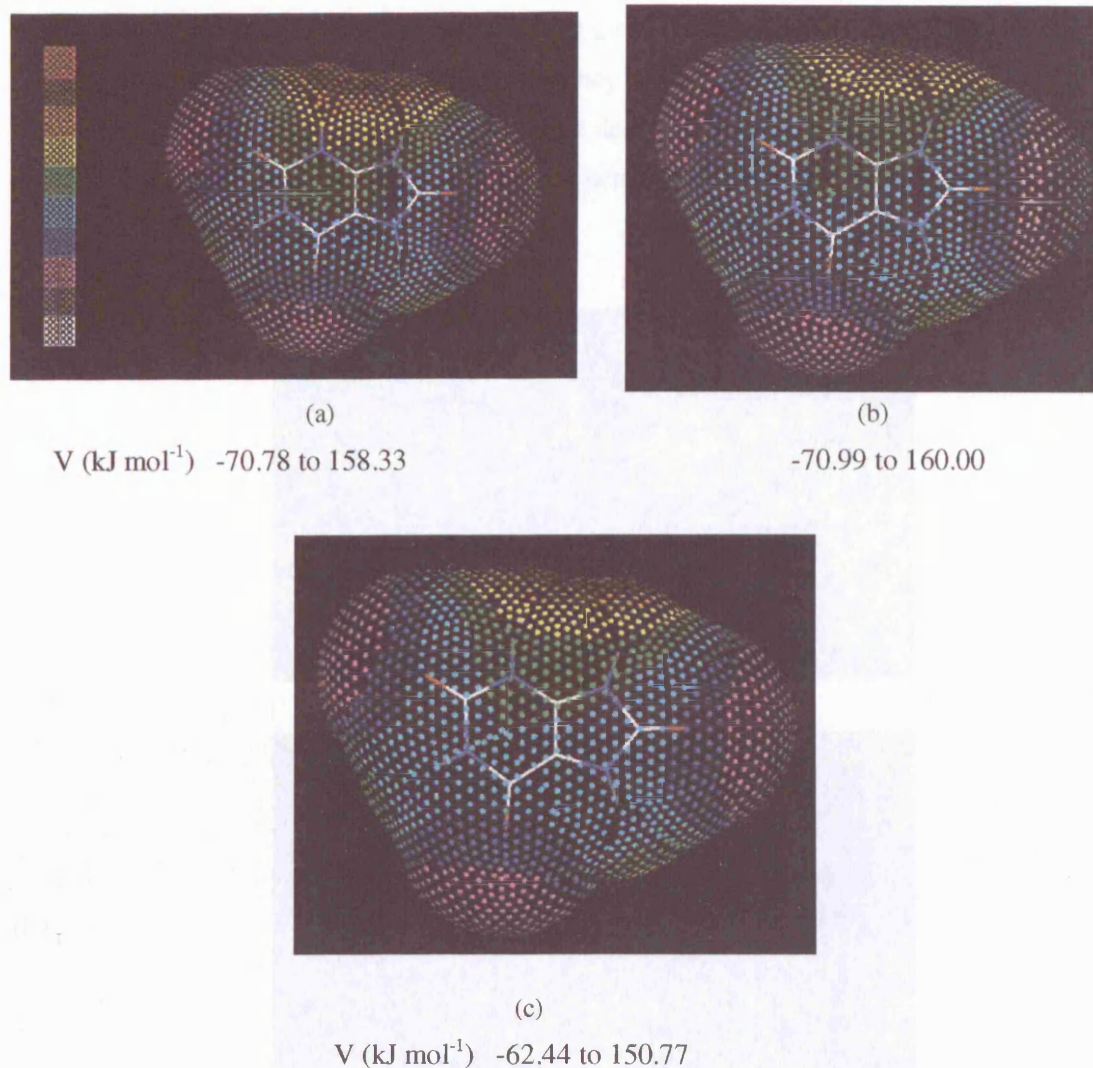 (a)
(b)
V (kJ mol⁻¹) -70.78 to 158.33
-70.99 to 160.00
(c)
V (kJ mol⁻¹) -62.44 to 150.77